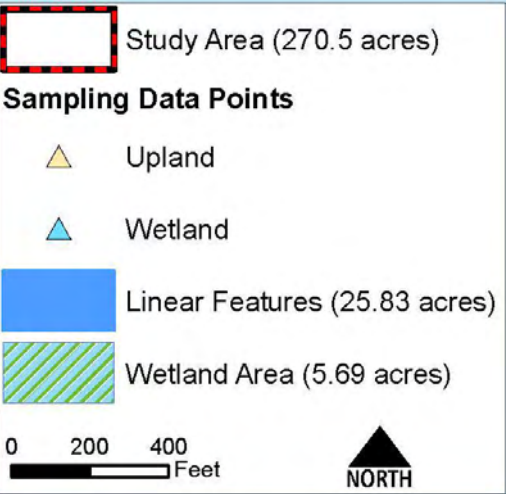 Study Area (270.5 acres)
Sampling Data Points
Upland
Wetland
Linear Features (25.83 acres)
Wetland Area (5.69 acres)
0 200 400
Feet
NORTH